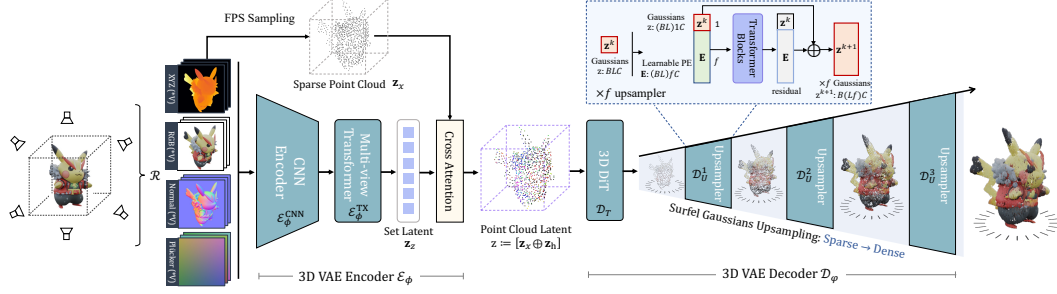 FPS Sampling
Sparse Point Cloud z_x
XYZ (*V)
RGB (*V)
Normal (*V)
Plücker (*V)
ℛ
CNN
Encoder
ℰ_ϕ^CNN
Multi-view
Transformer
ℰ_ϕ^TX
Set Latent
z_z
Cross Attention
Point Cloud Latent
z ≔ [z_x ⊕ z_h]
3D VAE Encoder ℰ_ϕ
z^k
Gaussians
z: BLC
×f upsampler
Gaussians
z: (BL)1C
Learnable PE
E: (BL)fC
z^k
1
E
f
Transformer
Blocks
z^k
E
residual
z^{k+1}
×f Gaussians
z^{k+1}: B(Lf)C
3D DiT
𝒟_T
Upsampler
𝒟_U^1
Upsampler
𝒟_U^2
Upsampler
𝒟_U^3
Surfel Gaussians Upsampling: Sparse → Dense
3D VAE Decoder 𝒟_φ